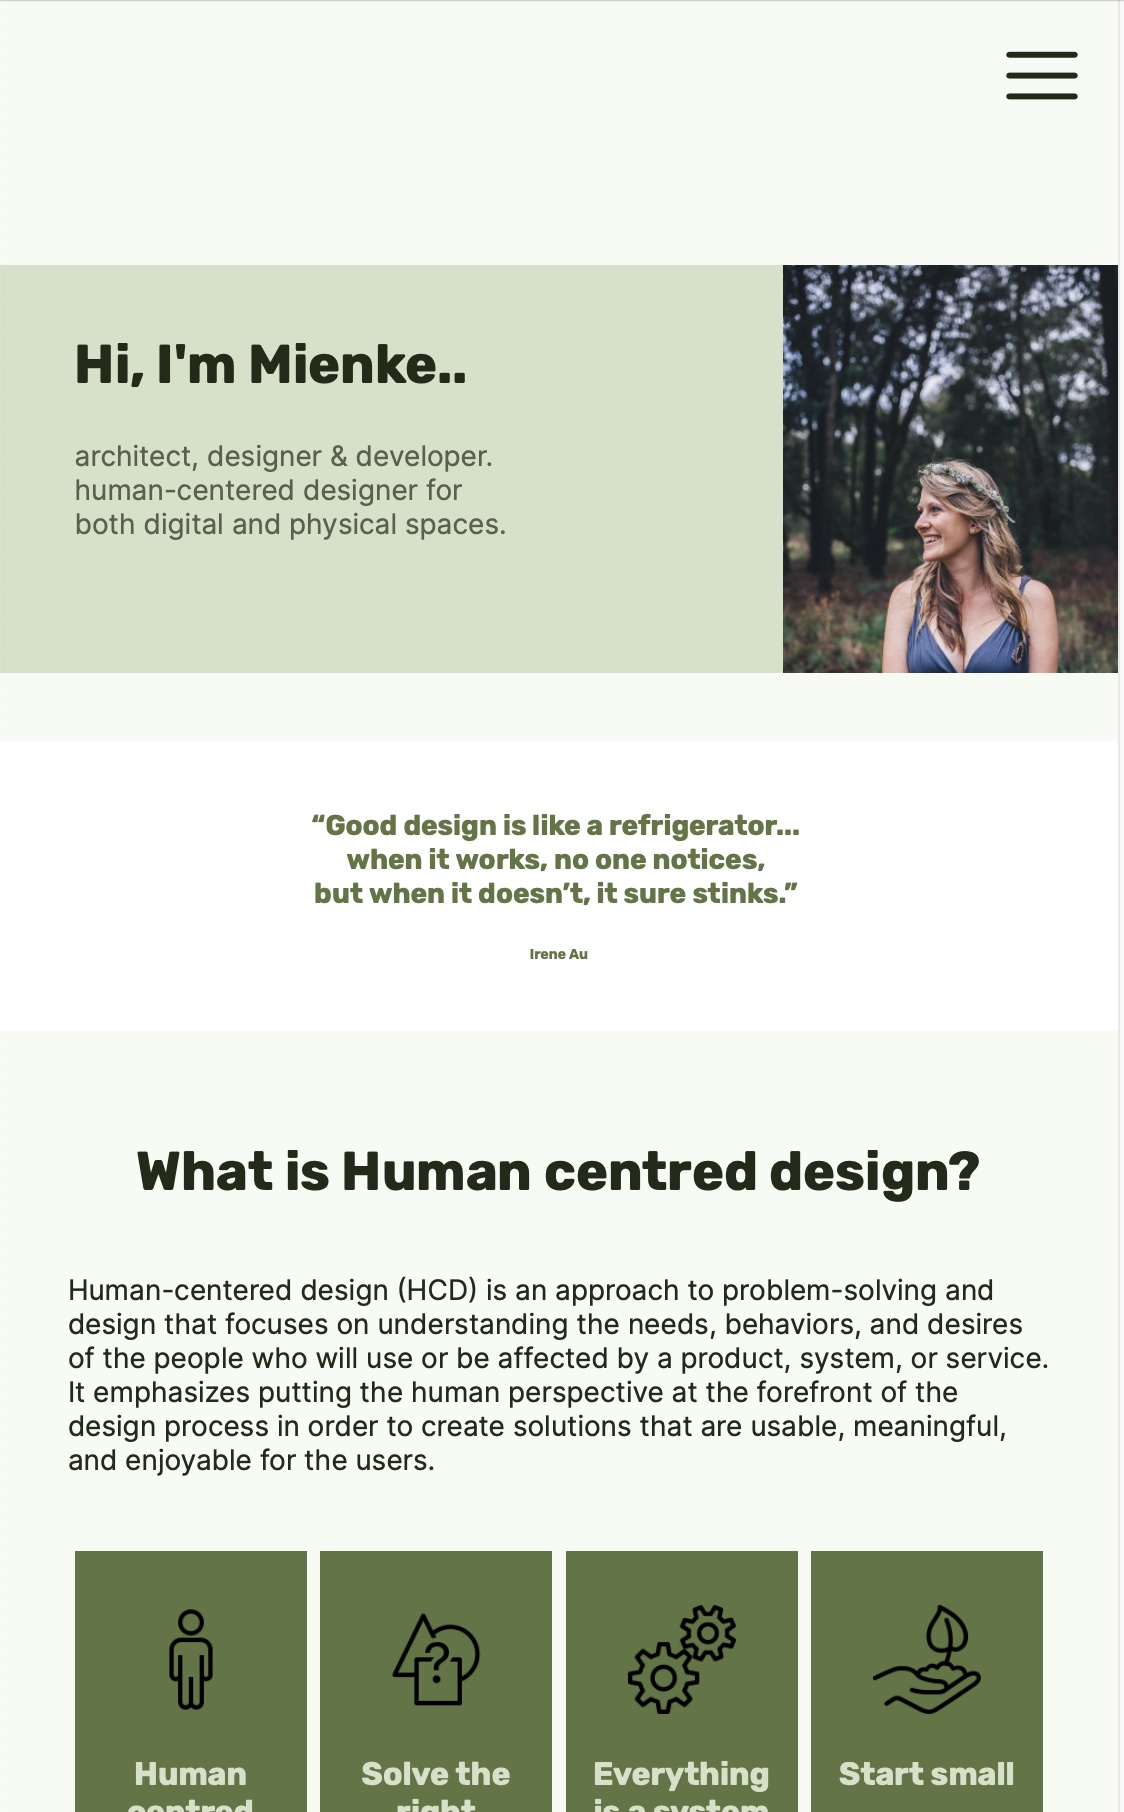 Hi, I'm Mienke..
architect, designer & developer.
human-centered designer for
both digital and physical spaces.
“Good design is like a refrigerator...
when it works, no one notices,
but when it doesn’t, it sure stinks.”
Irene Au
What is Human centred design?
Human-centered design (HCD) is an approach to problem-solving and
design that focuses on understanding the needs, behaviors, and desires
of the people who will use or be affected by a product, system, or service.
It emphasizes putting the human perspective at the forefront of the
design process in order to create solutions that are usable, meaningful,
and enjoyable for the users.
?
Human
centred
Solve the
right
Everything
is a system
Start small